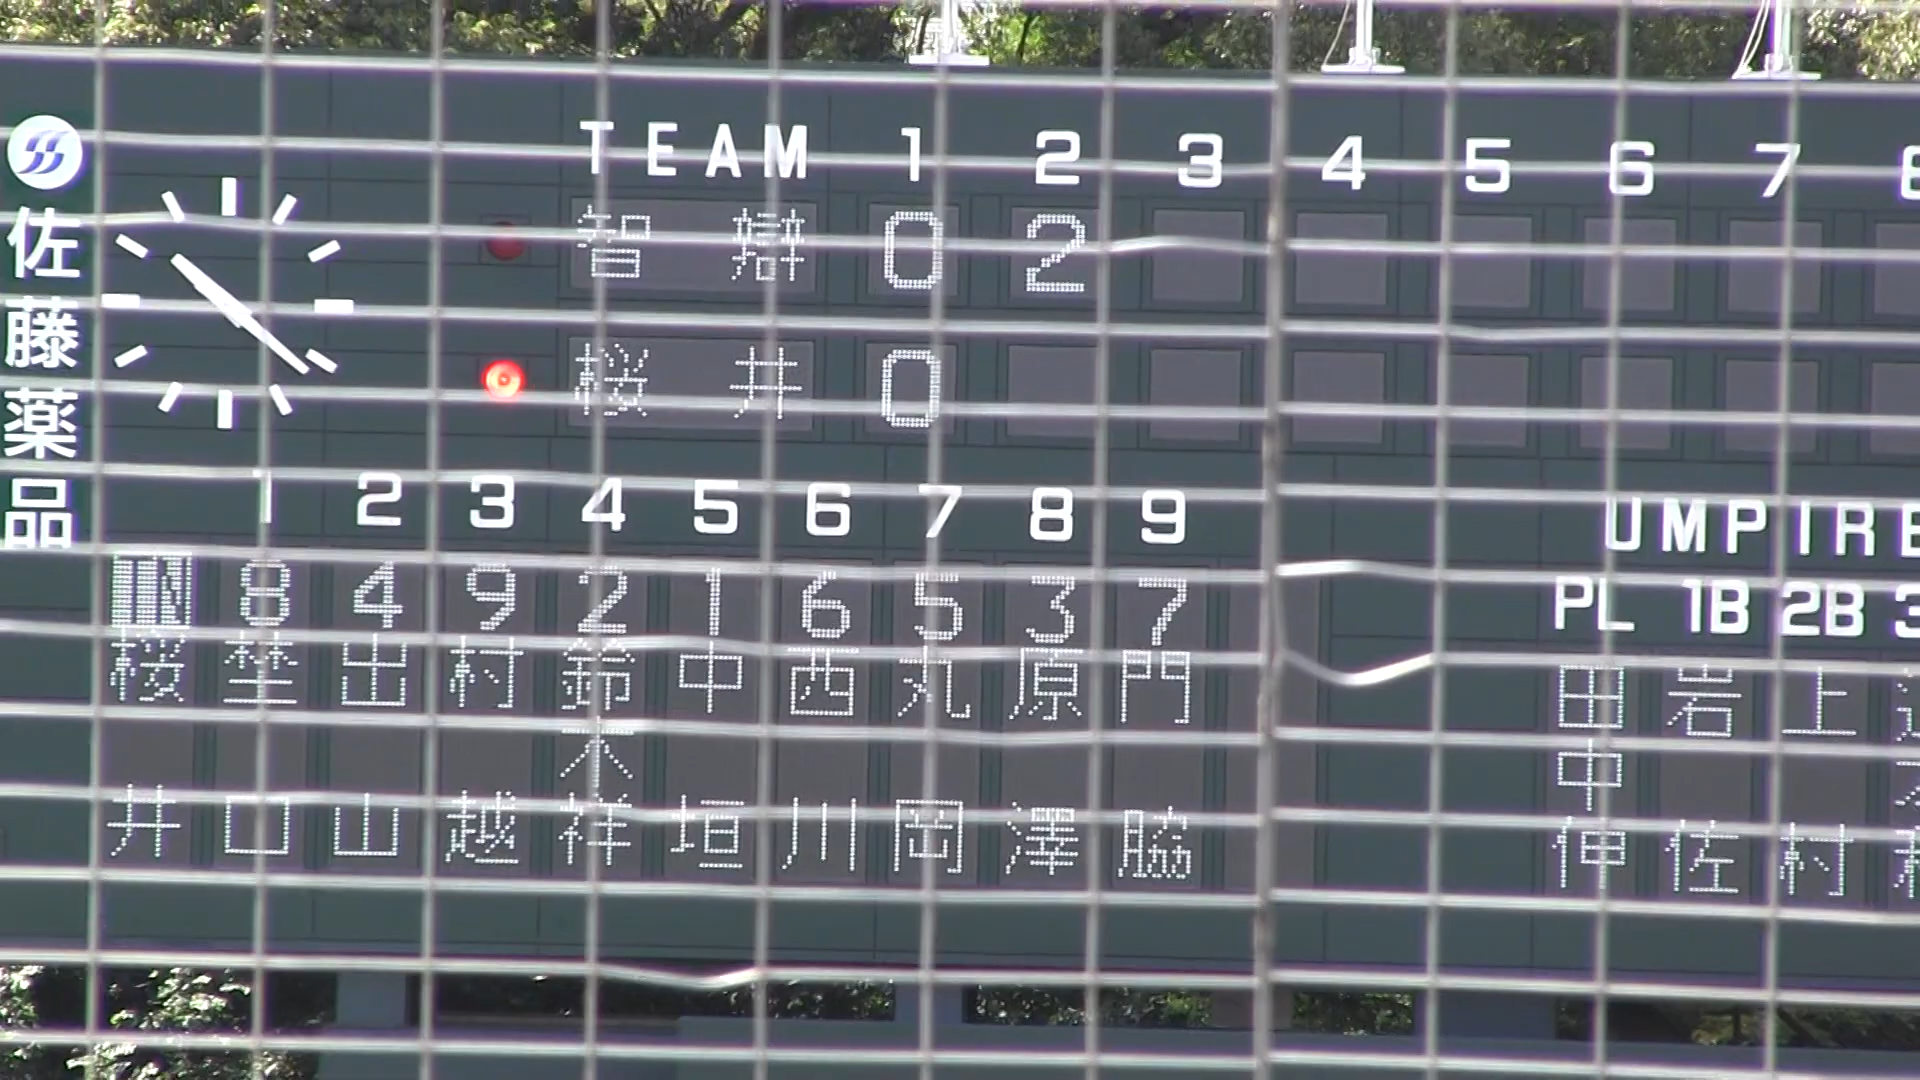 佐藤薬品
TEAM 1 2 3 4 5 6 7
智辯 0 2
桜井 0
1 2 3 4 5 6 7 8 9
8 4 9 2 1 6 5 3 7
桜井
埜口
出山
村越
鈴木祥
中垣
西川
丸岡
原澤
門脇
UMPIRE
PL 1B 2B 3
田中伸
岩佐
上村